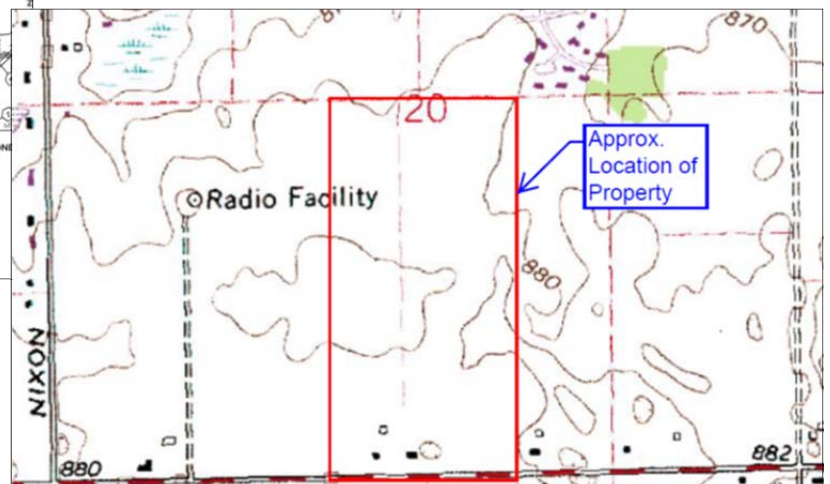 870
20
Approx.
Location of
Property
Radio Facility
880
NIXON
880
882